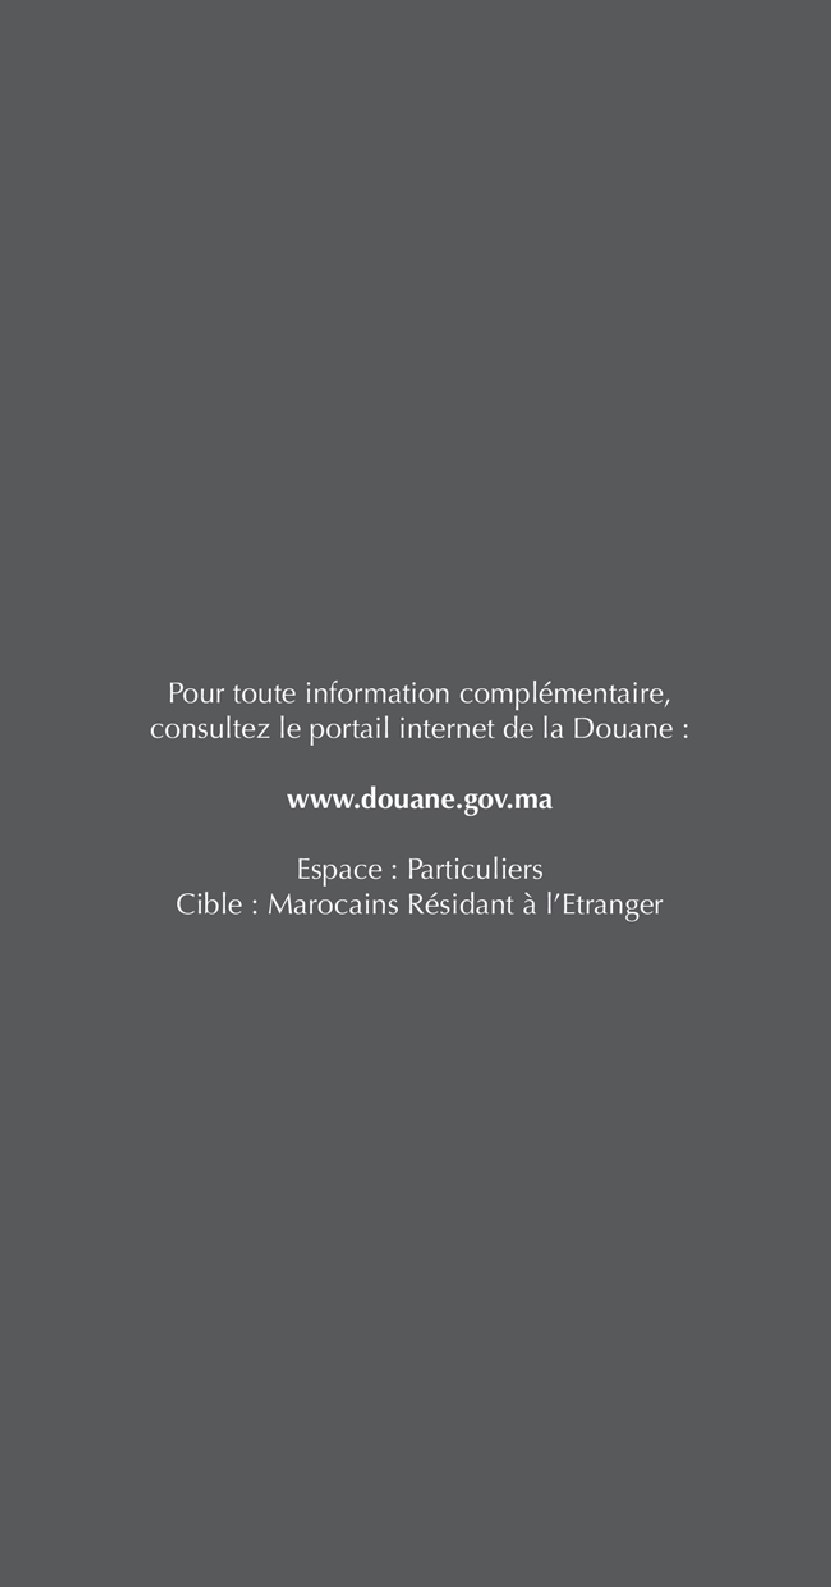 Pour toute information complémentaire,
consultez le portail internet de la Douane :
www.douane.gov.ma
Espace : Particuliers
Cible : Marocains Résidant à l’Etranger